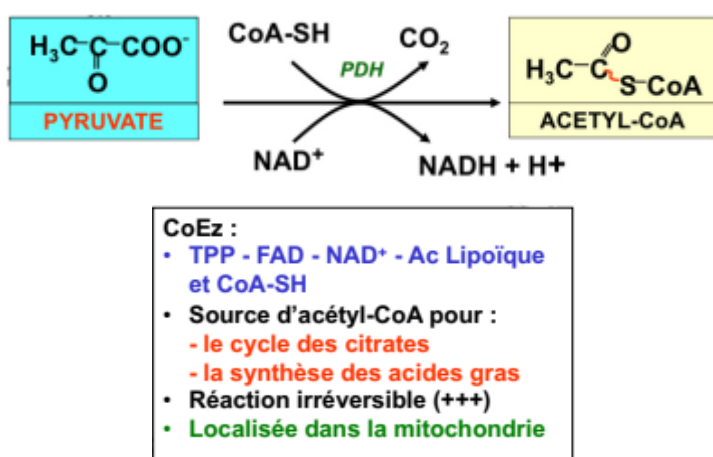 H₃C-C-COO⁻
O
PYRUVATE
CoA-SH
CO₂
PDH
NAD⁺
NADH + H+
O
H₃C-C
S-CoA
ACETYL-CoA
CoEz :
• TPP - FAD - NAD⁺ - Ac Lipoïque
et CoA-SH
• Source d'acétyl-CoA pour :
- le cycle des citrates
- la synthèse des acides gras
• Réaction irréversible (+++)
• Localisée dans la mitochondrie